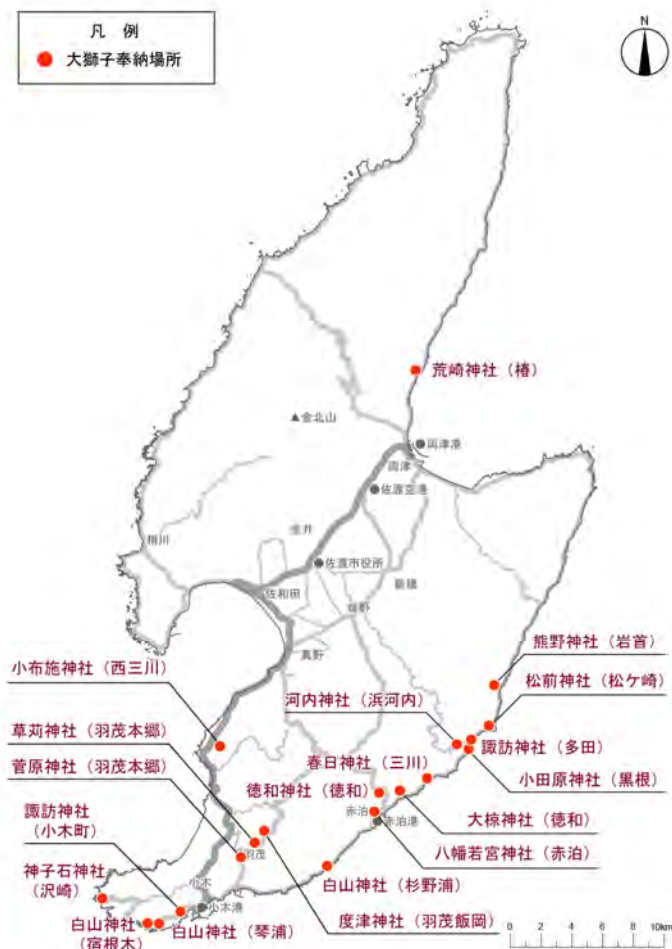 凡 例
大獅子奉納場所
N
荒崎神社（椿）
金北山
両津港
両津
佐渡空港
金井
相川
佐渡市役所
新穂
佐和田
畑野
真野
熊野神社（岩首）
小布施神社（西三川）
松前神社（松ケ崎）
河内神社（浜河内）
草苅神社（羽茂本郷）
諏訪神社（多田）
春日神社（三川）
菅原神社（羽茂本郷）
小田原神社（黒根）
徳和神社（徳和）
諏訪神社
（小木町）
赤泊
大椋神社（徳和）
赤泊港
八幡若宮神社（赤泊）
羽茂
神子石神社
（沢崎）
小木
白山神社（杉野浦）
小木港
白山神社
（宿根木）
白山神社（琴浦）
度津神社（羽茂飯岡）
0 2 4 6 8 10km